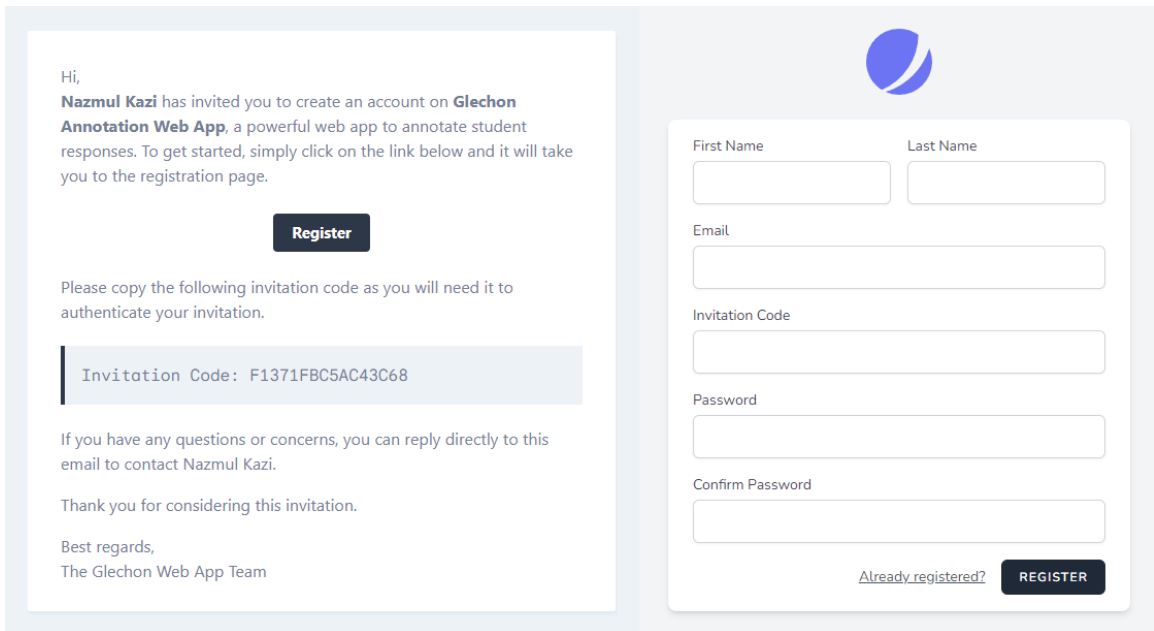 Hi,
Nazmul Kazi has invited you to create an account on Glechon
Annotation Web App, a powerful web app to annotate student
responses. To get started, simply click on the link below and it will take
you to the registration page.
Register
Please copy the following invitation code as you will need it to
authenticate your invitation.
Invitation Code: F1371FBC5AC43C68
If you have any questions or concerns, you can reply directly to this
email to contact Nazmul Kazi.
Thank you for considering this invitation.
Best regards,
The Glechon Web App Team
First Name Last Name
Email
Invitation Code
Password
Confirm Password
Already registered? REGISTER